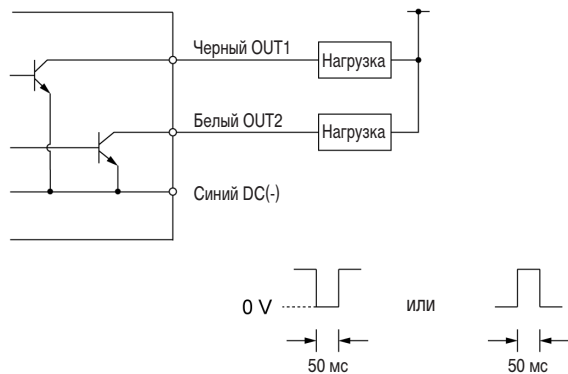 Черный OUT1
Нагрузка
Белый OUT2
Нагрузка
Синий DC(-)
0 V
или
50 мс
50 мс